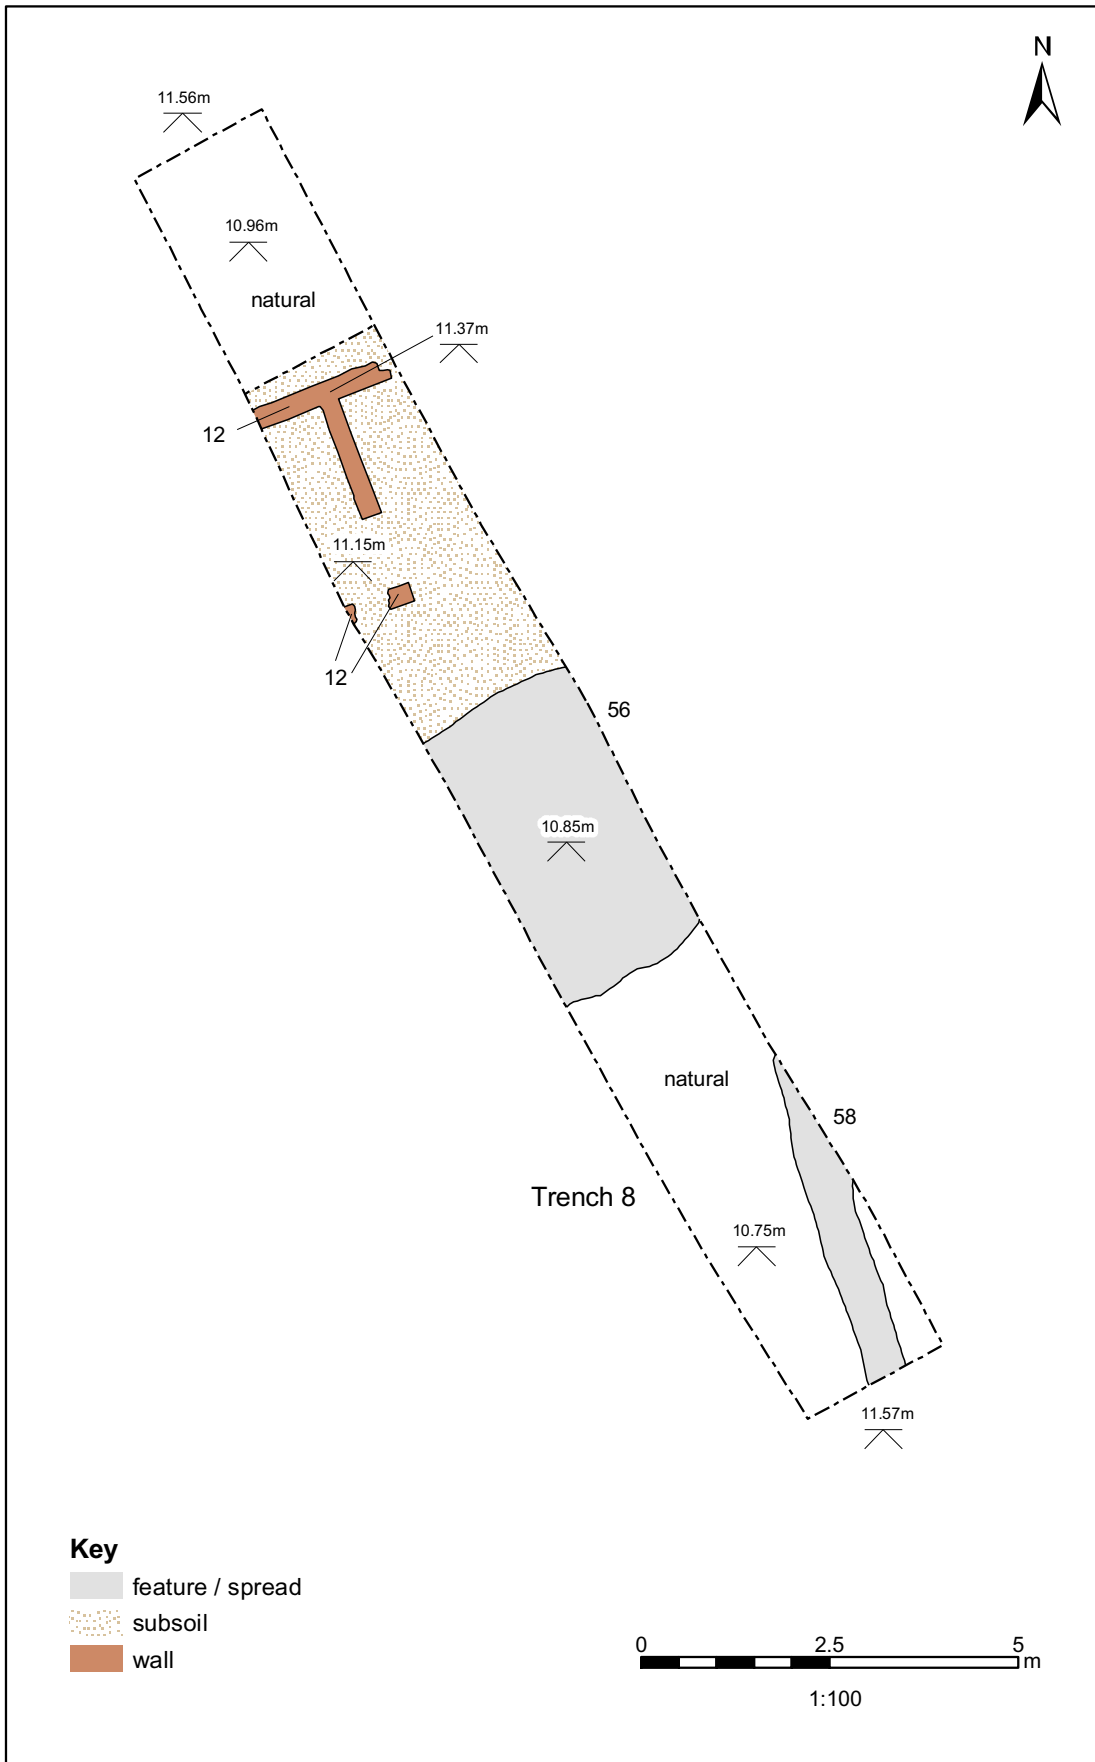 N
11.56m
10.96m
natural
11.37m
12
11.15m
12
56
10.85m
natural
58
Trench 8
10.75m
11.57m
Key
feature / spread
subsoil
wall
0 2.5 5
m
1:100